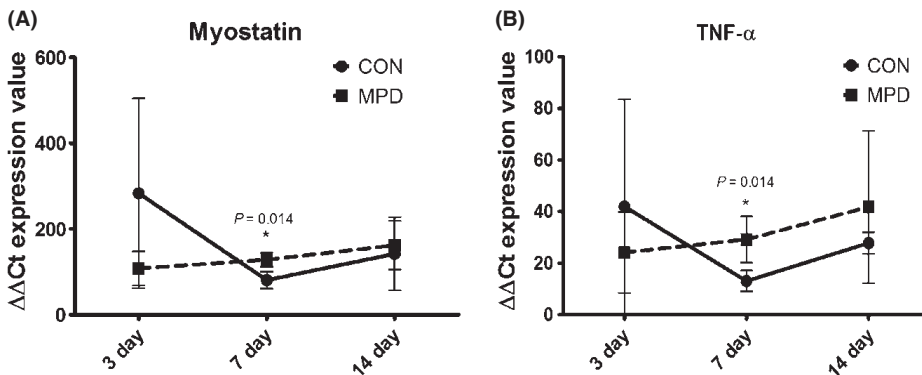 (A)
Myostatin
ΔΔCt expression value
600
400
200
0
CON
MPD
P = 0.014
*
3 day
7 day
14 day
(B)
TNF-α
ΔΔCt expression value
100
80
60
40
20
0
CON
MPD
P = 0.014
*
3 day
7 day
14 day